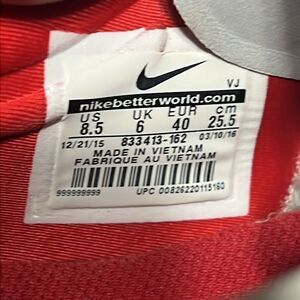 VJ
nikebetterworld.com
US UK EUR cm
8.5 6 40 25.5
12/21/15 833413-162 03/10/16
MADE IN VIETNAM
FABRIQUE AU VIETNAM
9999999999 UPC 00826220115160